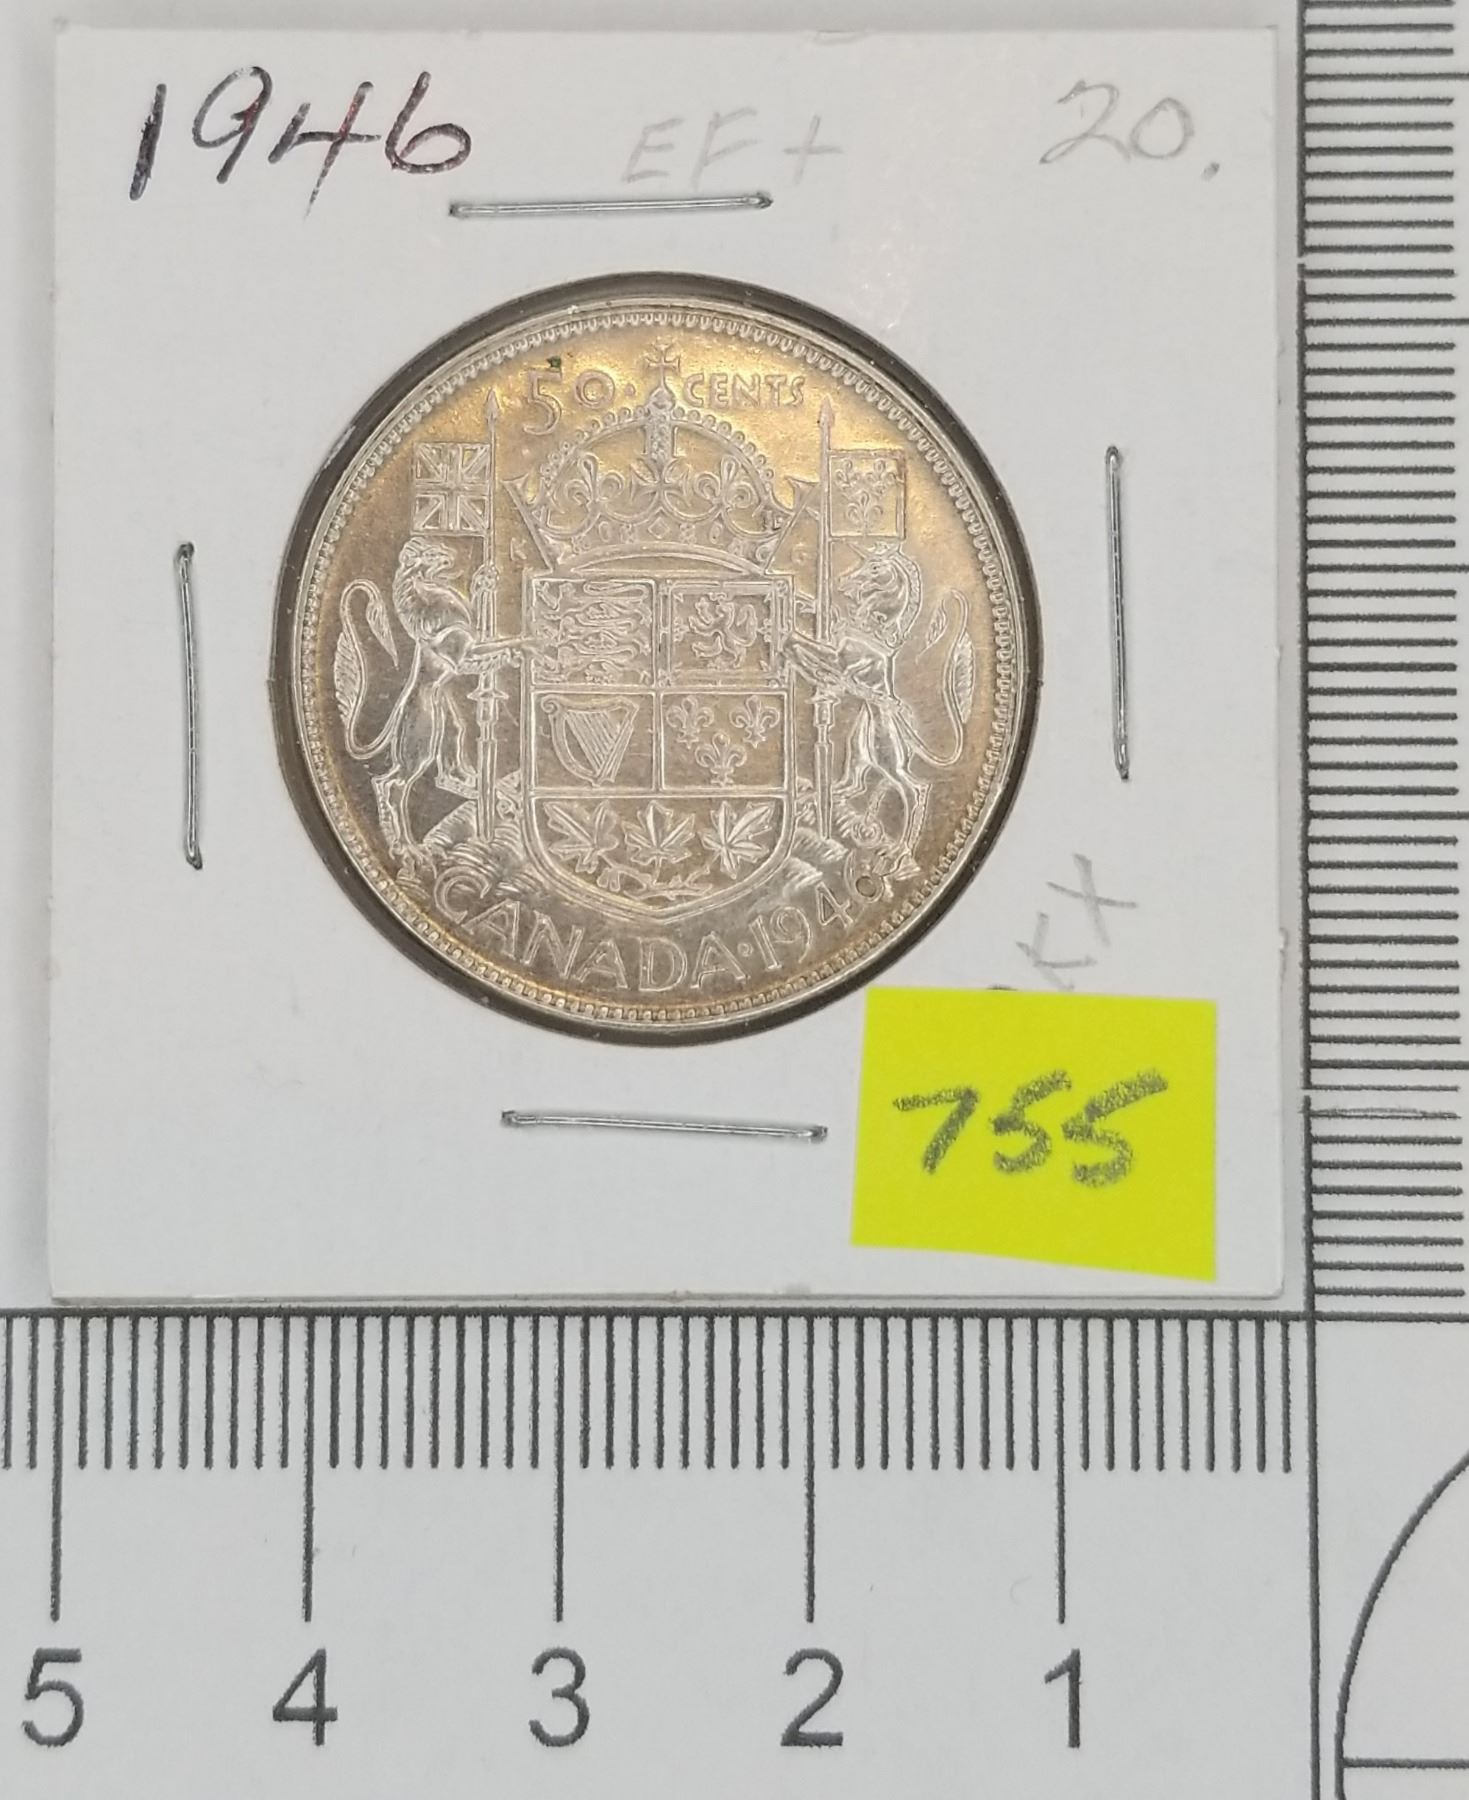 1946 EF+ 20.
50 · CENTS
K G
CANADA · 1946
755
5 4 3 2 1